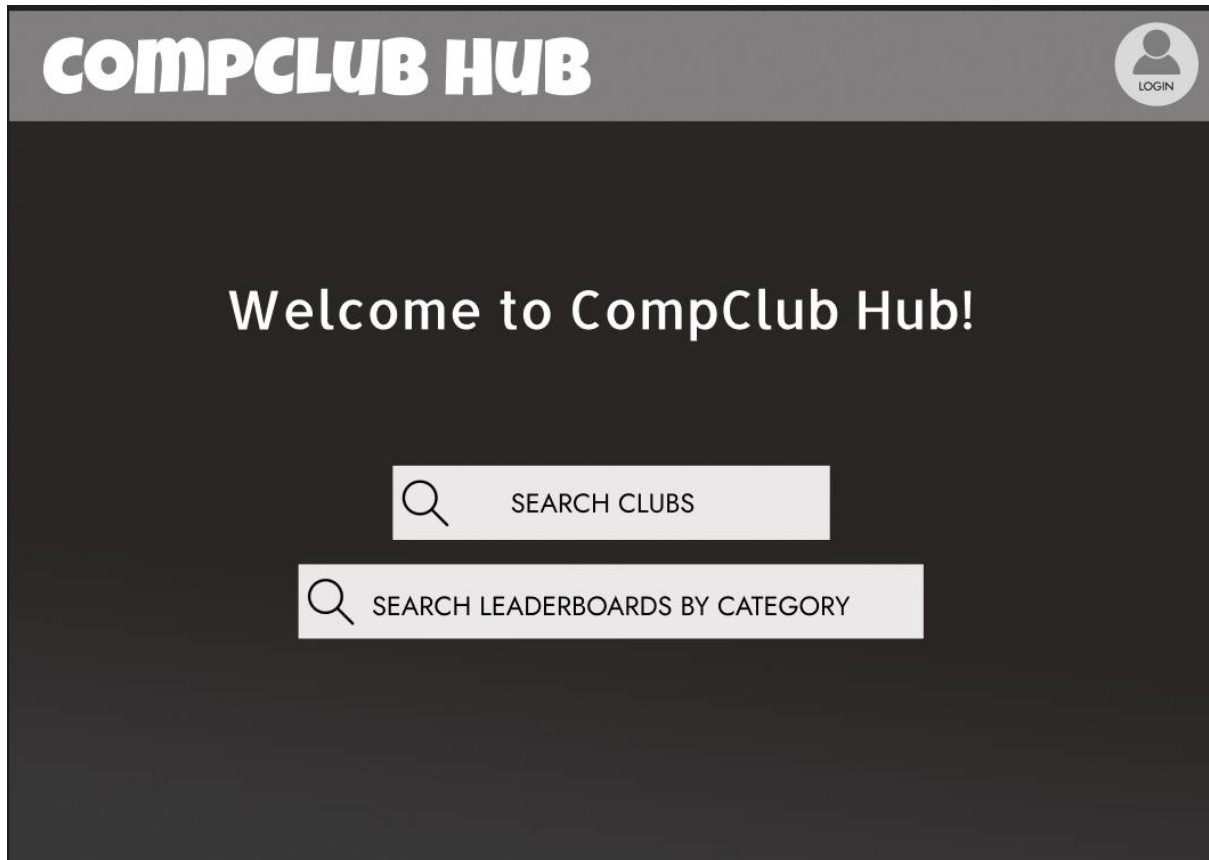 COMPCLUB HUB
LOGIN
Welcome to CompClub Hub!
SEARCH CLUBS
SEARCH LEADERBOARDS BY CATEGORY